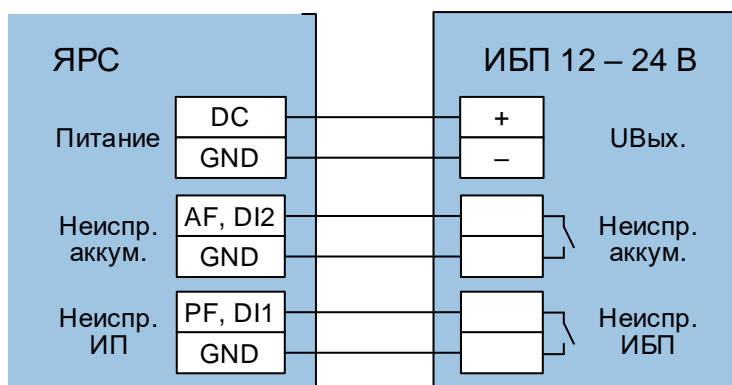 ЯРС
ИБП 12 – 24 В
Питание
DC
GND
+
–
UВых.
Неиспр.
аккум.
AF, DI2
GND
Неиспр.
аккум.
Неиспр.
ИП
PF, DI1
GND
Неиспр.
ИБП